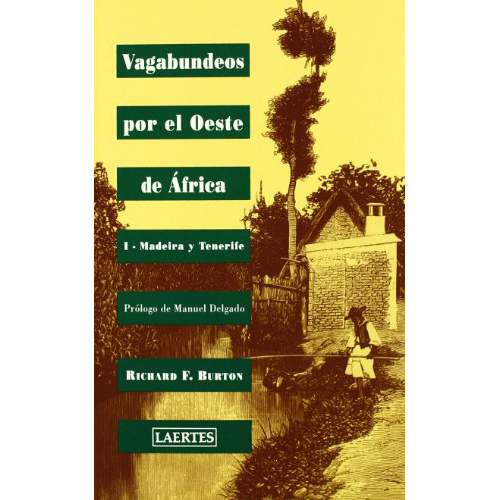 Vagabundeos
por el Oeste
de África
I - Madeira y Tenerife
Prólogo de Manuel Delgado
RICHARD F. BURTON
LAERTES